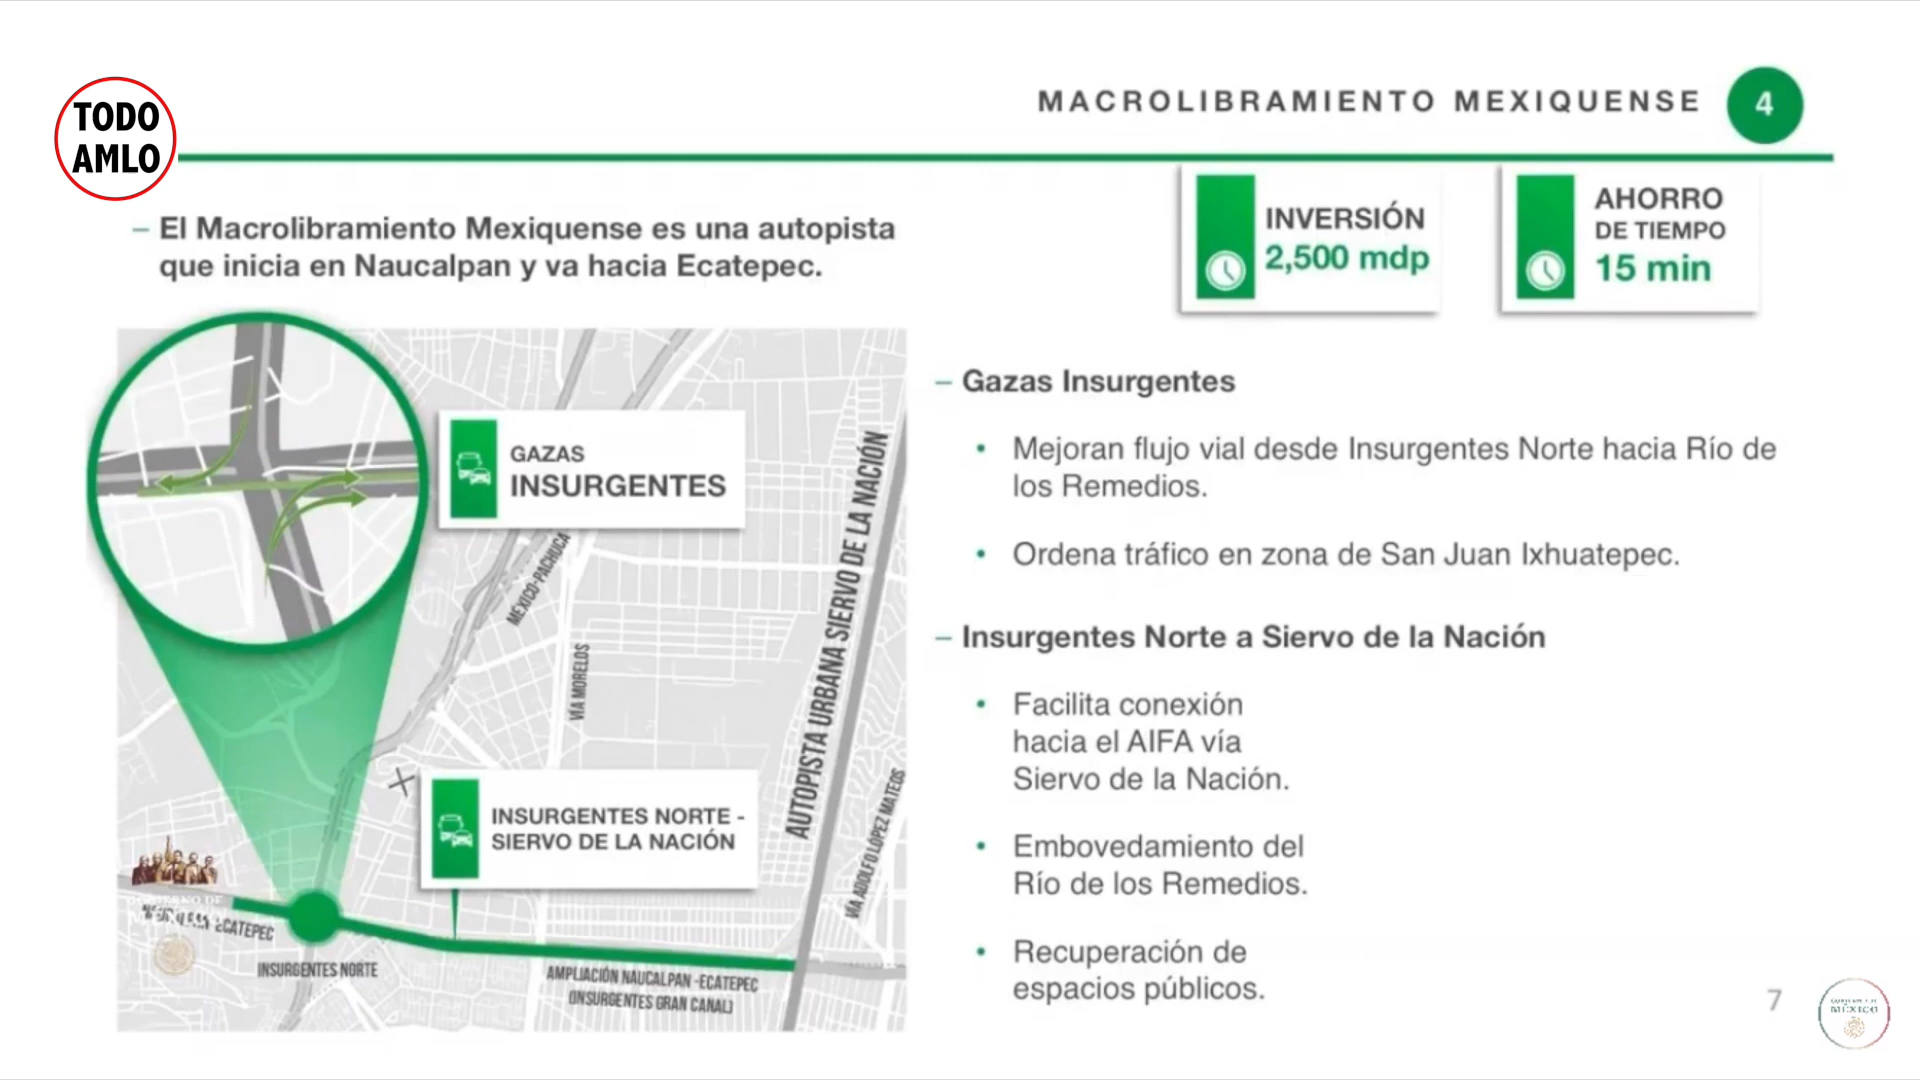 TODO
AMLO
MACROLIBRAMIENTO MEXIQUENSE
4
– El Macrolibramiento Mexiquense es una autopista
que inicia en Naucalpan y va hacia Ecatepec.
INVERSIÓN
2,500 mdp
AHORRO
DE TIEMPO
15 min
GAZAS
INSURGENTES
MÉXICO-PACHUCA
VÍA MORELOS
AUTOPISTA URBANA SIERVO DE LA NACIÓN
VÍA ADOLFO LÓPEZ MATEOS
INSURGENTES NORTE -
SIERVO DE LA NACIÓN
ECATEPEC
INSURGENTES NORTE
AMPLIACIÓN NAUCALPAN -ECATEPEC
(INSURGENTES GRAN CANAL)
– Gazas Insurgentes
• Mejoran flujo vial desde Insurgentes Norte hacia Río de
los Remedios.
• Ordena tráfico en zona de San Juan Ixhuatepec.
– Insurgentes Norte a Siervo de la Nación
• Facilita conexión
hacia el AIFA vía
Siervo de la Nación.
• Embovedamiento del
Río de los Remedios.
• Recuperación de
espacios públicos.
7
MÉXICO